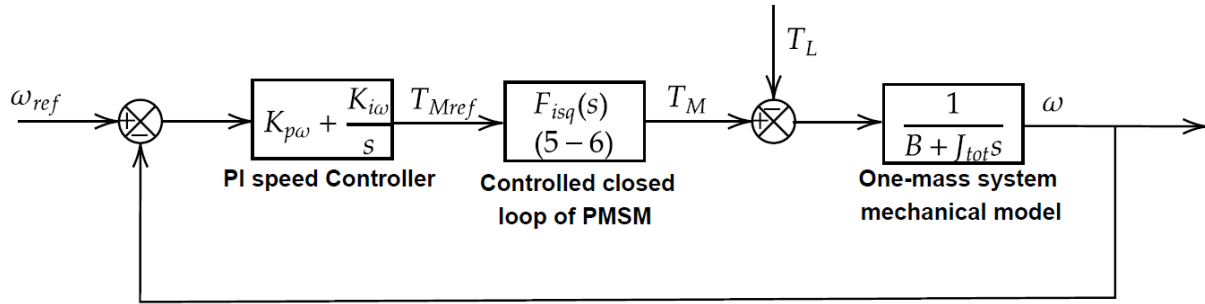 T_L
ω_ref
K_pω + K_iω/s
T_Mref
F_isq(s)
(5 − 6)
T_M
1/(B + J_tot s)
ω
+
−
+
−
PI speed Controller
Controlled closed
loop of PMSM
One-mass system
mechanical model